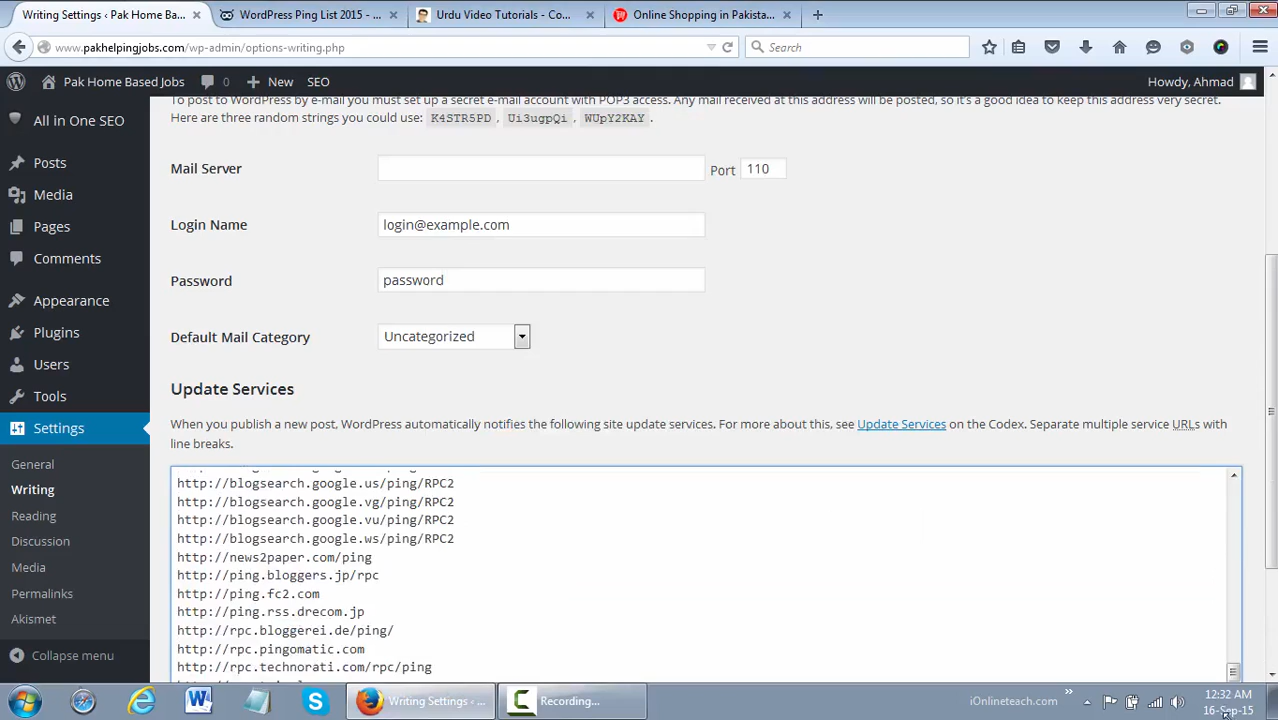 Writing Settings ‹ Pak Home Ba...
WordPress Ping List 2015 - ...
Urdu Video Tutorials - Co...
Online Shopping in Pakista...
www.pakhelpingjobs.com/wp-admin/options-writing.php
Search
Pak Home Based Jobs
0
New
SEO
Howdy, Ahmad
To post to WordPress by e-mail you must set up a secret e-mail account with POP3 access. Any mail received at this address will be posted, so it's a good idea to keep this address very secret.
Here are three random strings you could use: K4STR5PD , Ui3ugpQi , WUpY2KAY .
All in One SEO
Posts
Media
Pages
Comments
Appearance
Plugins
Users
Tools
Settings
General
Writing
Reading
Discussion
Media
Permalinks
Akismet
Collapse menu
Mail Server
Port 110
Login Name
login@example.com
Password
password
Default Mail Category
Uncategorized
Update Services
When you publish a new post, WordPress automatically notifies the following site update services. For more about this, see Update Services on the Codex. Separate multiple service URLs with
line breaks.
http://blogsearch.google.us/ping/RPC2
http://blogsearch.google.vg/ping/RPC2
http://blogsearch.google.vu/ping/RPC2
http://blogsearch.google.ws/ping/RPC2
http://news2paper.com/ping
http://ping.bloggers.jp/rpc
http://ping.fc2.com
http://ping.rss.drecom.jp
http://rpc.bloggerei.de/ping/
http://rpc.pingomatic.com
http://rpc.technorati.com/rpc/ping
Writing Settings ‹ ...
Recording...
iOnlineteach.com
12:32 AM
16-Sep-15